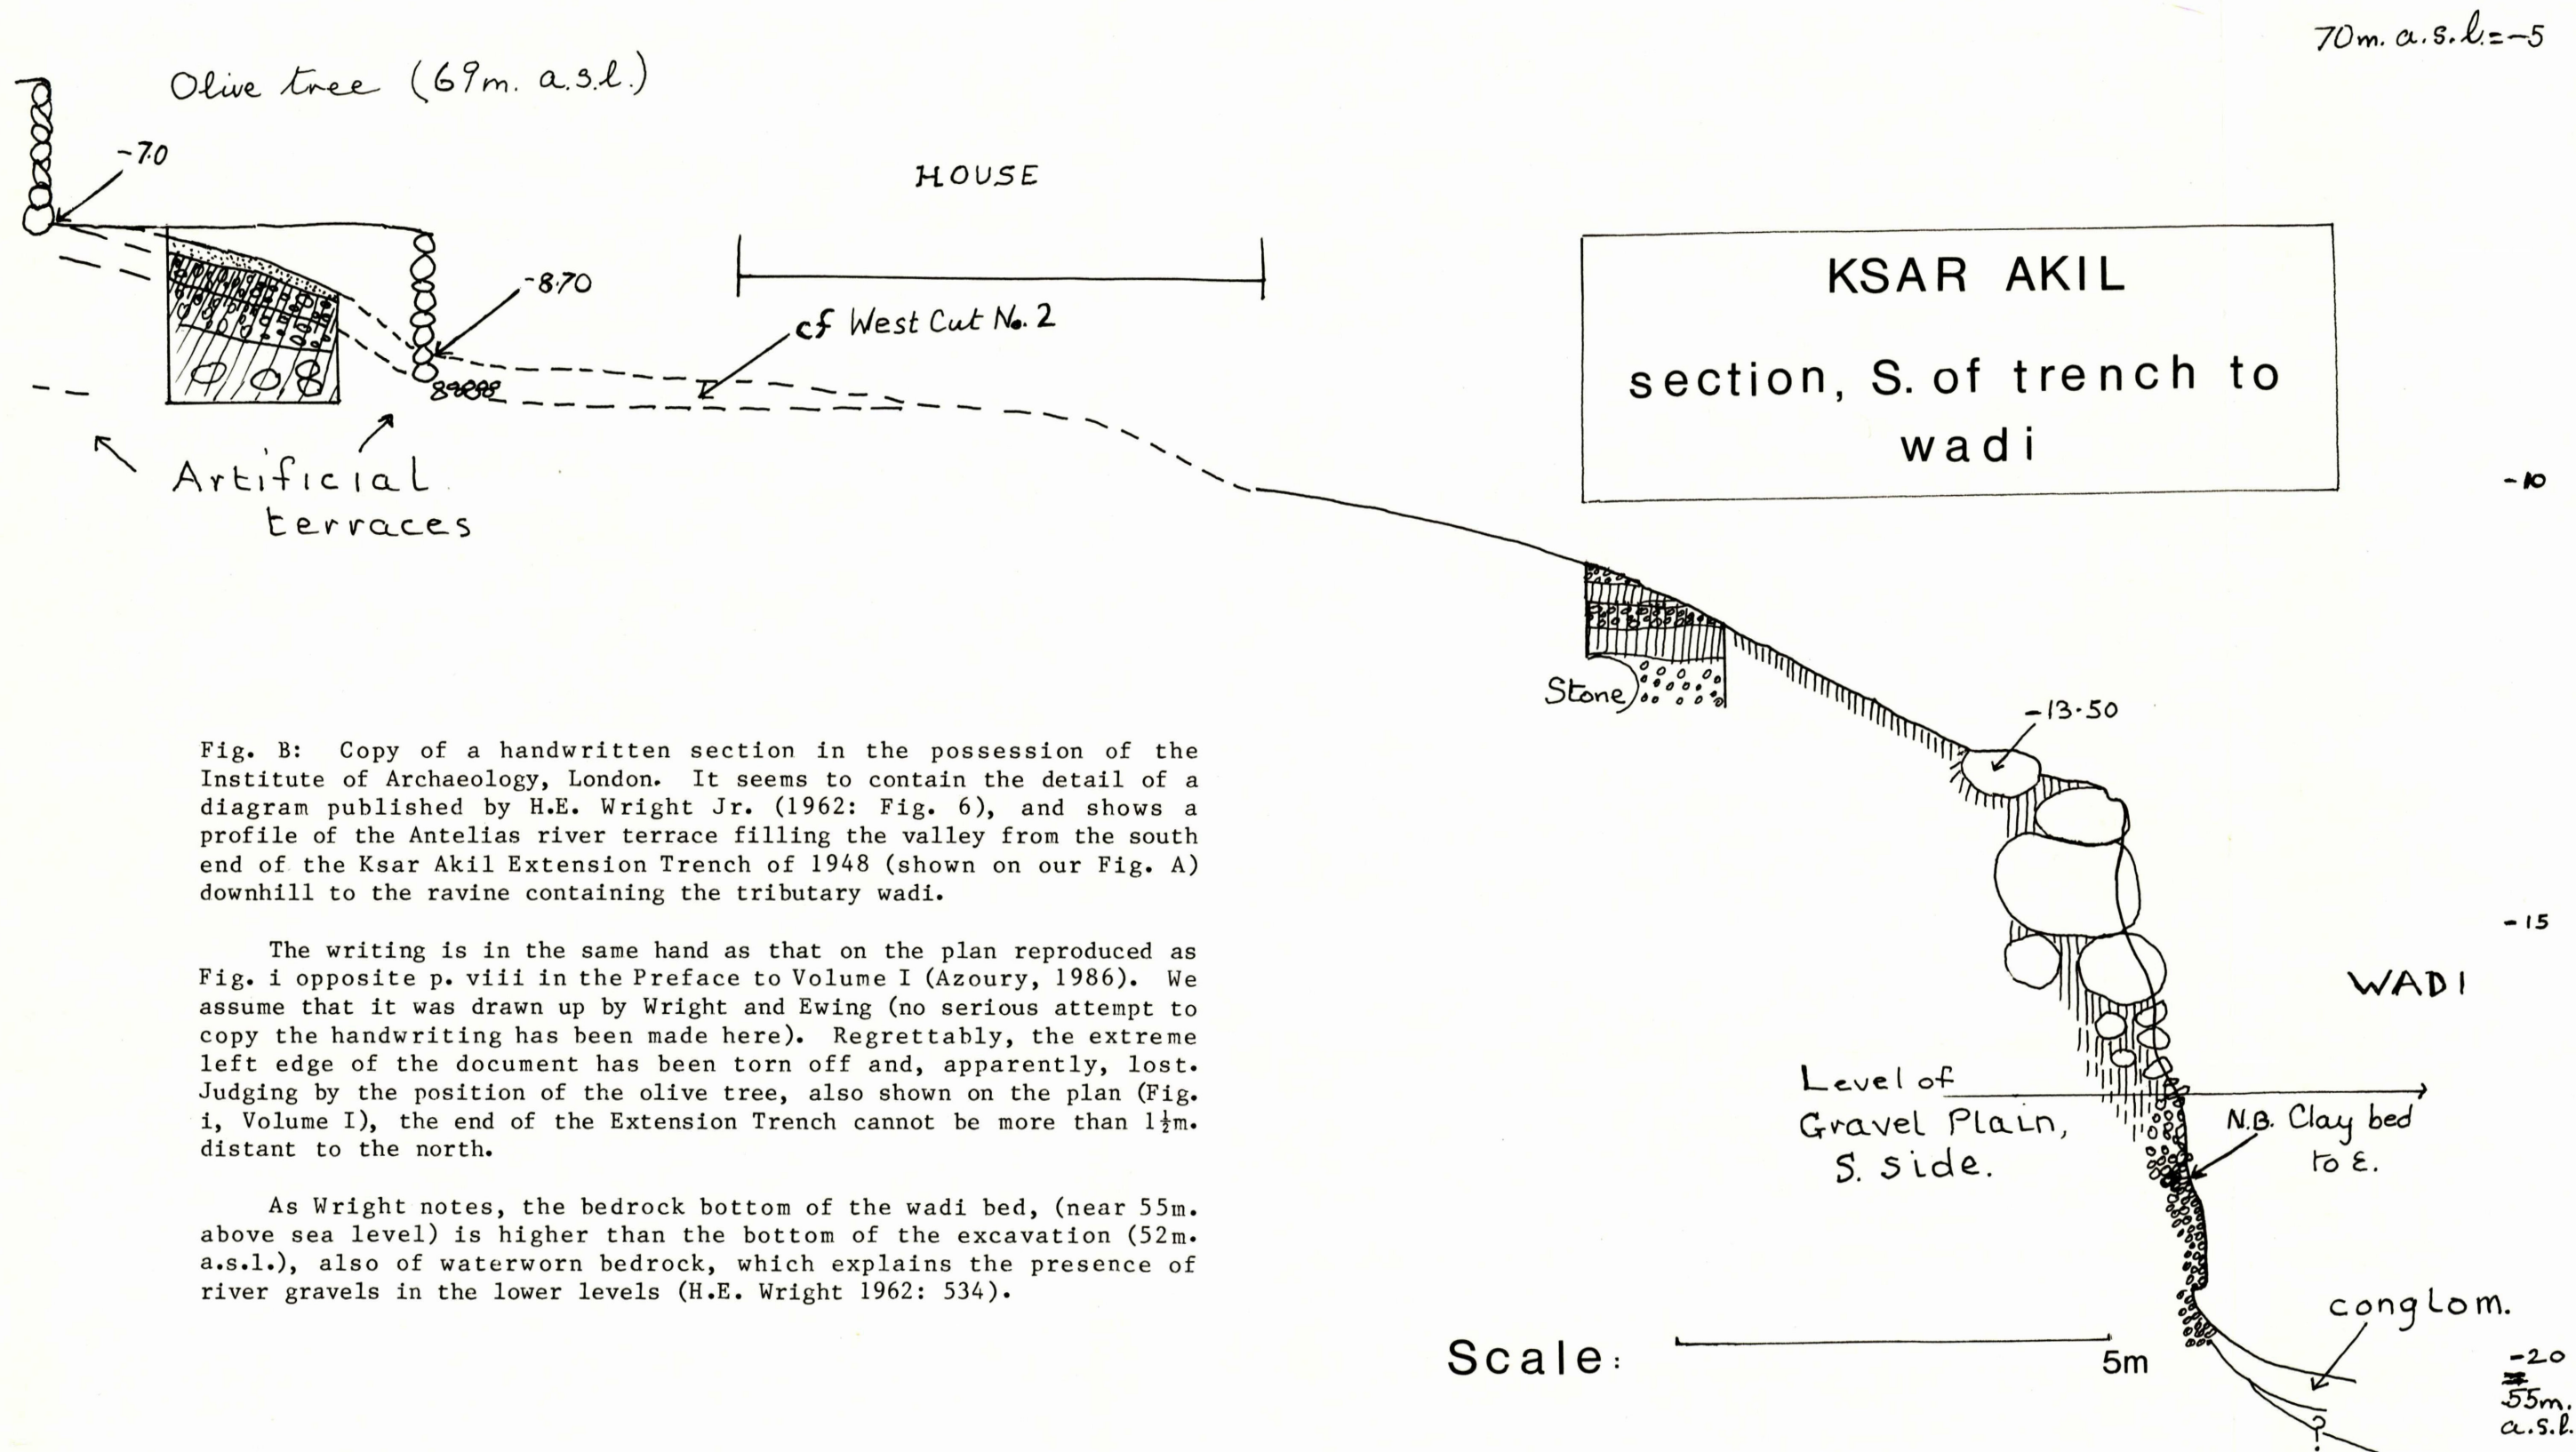 70m. a.s.l.=-5
Olive tree (69m. a.s.l.)
-7.0
HOUSE
-8.70
cf West Cut No. 2
KSAR AKIL
section, S. of trench to
wadi
-10
Artificial
terraces
Stone
-13.50
Fig. B: Copy of a handwritten section in the possession of the
Institute of Archaeology, London. It seems to contain the detail of a
diagram published by H.E. Wright Jr. (1962: Fig. 6), and shows a
profile of the Antelias river terrace filling the valley from the south
end of the Ksar Akil Extension Trench of 1948 (shown on our Fig. A)
downhill to the ravine containing the tributary wadi.
The writing is in the same hand as that on the plan reproduced as
Fig. i opposite p. viii in the Preface to Volume I (Azoury, 1986). We
assume that it was drawn up by Wright and Ewing (no serious attempt to
copy the handwriting has been made here). Regrettably, the extreme
left edge of the document has been torn off and, apparently, lost.
Judging by the position of the olive tree, also shown on the plan (Fig.
i, Volume I), the end of the Extension Trench cannot be more than 1½m.
distant to the north.
As Wright notes, the bedrock bottom of the wadi bed, (near 55m.
above sea level) is higher than the bottom of the excavation (52m.
a.s.l.), also of waterworn bedrock, which explains the presence of
river gravels in the lower levels (H.E. Wright 1962: 534).
-15
WADI
Level of
Gravel Plain,
S. side.
N.B. Clay bed
to E.
conglom.
Scale:
5m
-20
=
55m.
a.s.l.
?